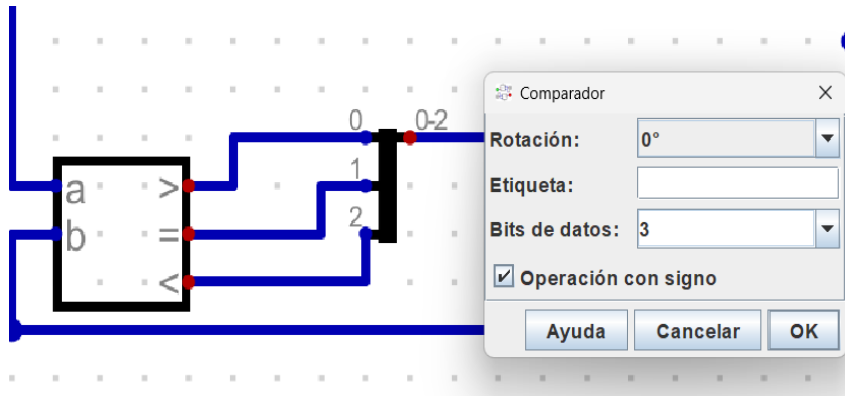 0
0-2
1
a
>
2
b
=
<
Comparador
Rotación:
0°
Etiqueta:
Bits de datos:
3
Operación con signo
Ayuda
Cancelar
OK